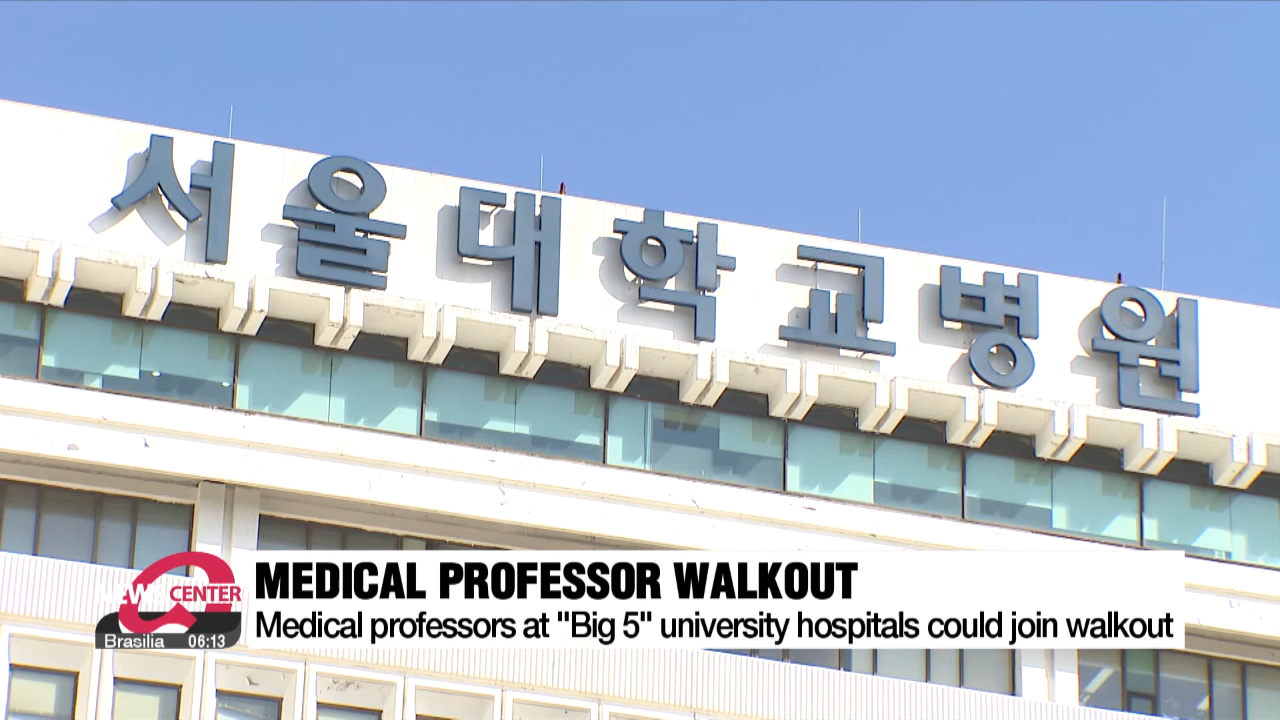 서울대학교병원
MEDICAL PROFESSOR WALKOUT
NEWS CENTER
Medical professors at "Big 5" university hospitals could join walkout
Brasilia 06:13